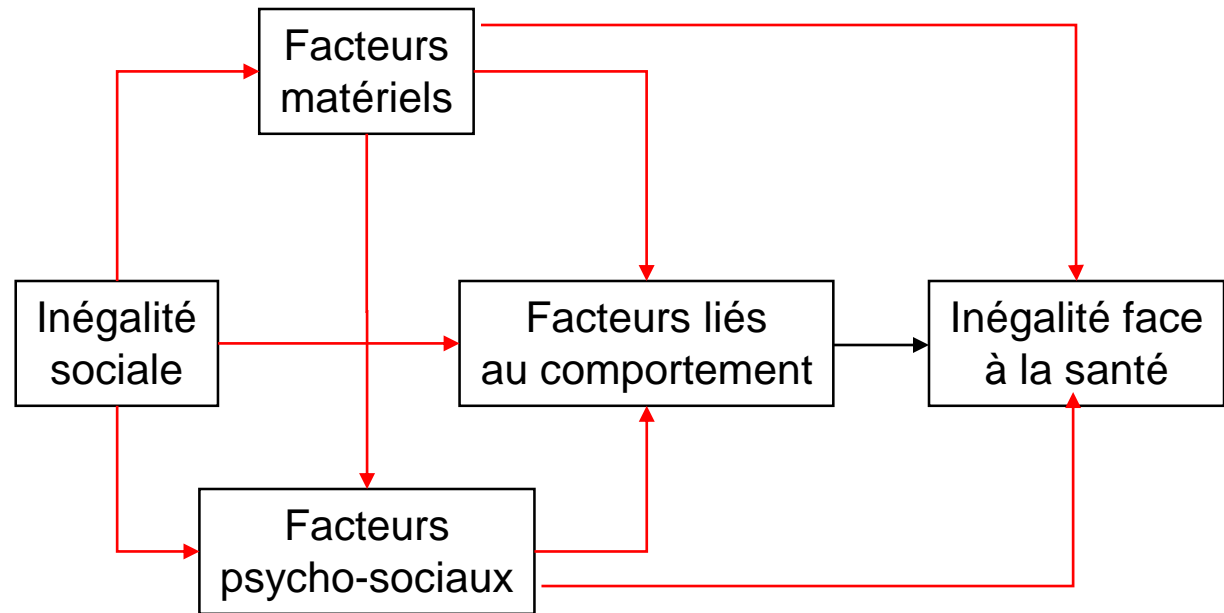 Facteurs
matériels
Inégalité
sociale
Facteurs liés
au comportement
Inégalité face
à la santé
Facteurs
psycho-sociaux